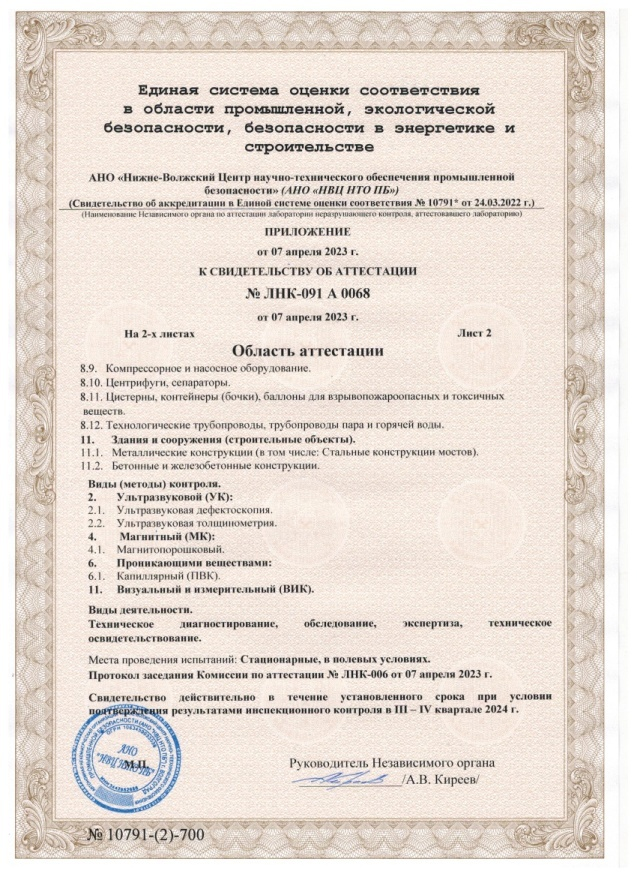 Единая система оценки соответствия
в области промышленной, экологической
безопасности, безопасности в энергетике и
строительстве
АНО «Нижне-Волжский Центр научно-технического обеспечения промышленной
безопасности» (АНО «НВЦ НТО ПБ»)
(Свидетельство об аккредитации в Единой системе оценки соответствия № 10791* от 24.03.2022 г.)
(Наименование Независимого органа по аттестации лаборатории неразрушающего контроля, аттестовавшего лабораторию)
ПРИЛОЖЕНИЕ
от 07 апреля 2023 г.
К СВИДЕТЕЛЬСТВУ ОБ АТТЕСТАЦИИ
№ ЛНК-091 А 0068
от 07 апреля 2023 г.
На 2-х листах Лист 2
Область аттестации
8.9. Компрессорное и насосное оборудование.
8.10. Центрифуги, сепараторы.
8.11. Цистерны, контейнеры (бочки), баллоны для взрывопожароопасных и токсичных
веществ.
8.12. Технологические трубопроводы, трубопроводы пара и горячей воды.
11. Здания и сооружения (строительные объекты).
11.1. Металлические конструкции (в том числе: Стальные конструкции мостов).
11.2. Бетонные и железобетонные конструкции.
Виды (методы) контроля.
2. Ультразвуковой (УК):
2.1. Ультразвуковая дефектоскопия.
2.2. Ультразвуковая толщинометрия.
4. Магнитный (МК):
4.1. Магнитопорошковый.
6. Проникающими веществами:
6.1. Капиллярный (ПВК).
11. Визуальный и измерительный (ВИК).
Виды деятельности.
Техническое диагностирование, обследование, экспертиза, техническое
освидетельствование.
Места проведения испытаний: Стационарные, в полевых условиях.
Протокол заседания Комиссии по аттестации № ЛНК-006 от 07 апреля 2023 г.
Свидетельство действительно в течение установленного срока при условии
подтверждения результатами инспекционного контроля в III – IV квартале 2024 г.
АНО
"НВЦ НТО ПБ"
М.П.
Руководитель Независимого органа
/А.В. Киреев/
№ 10791-(2)-700